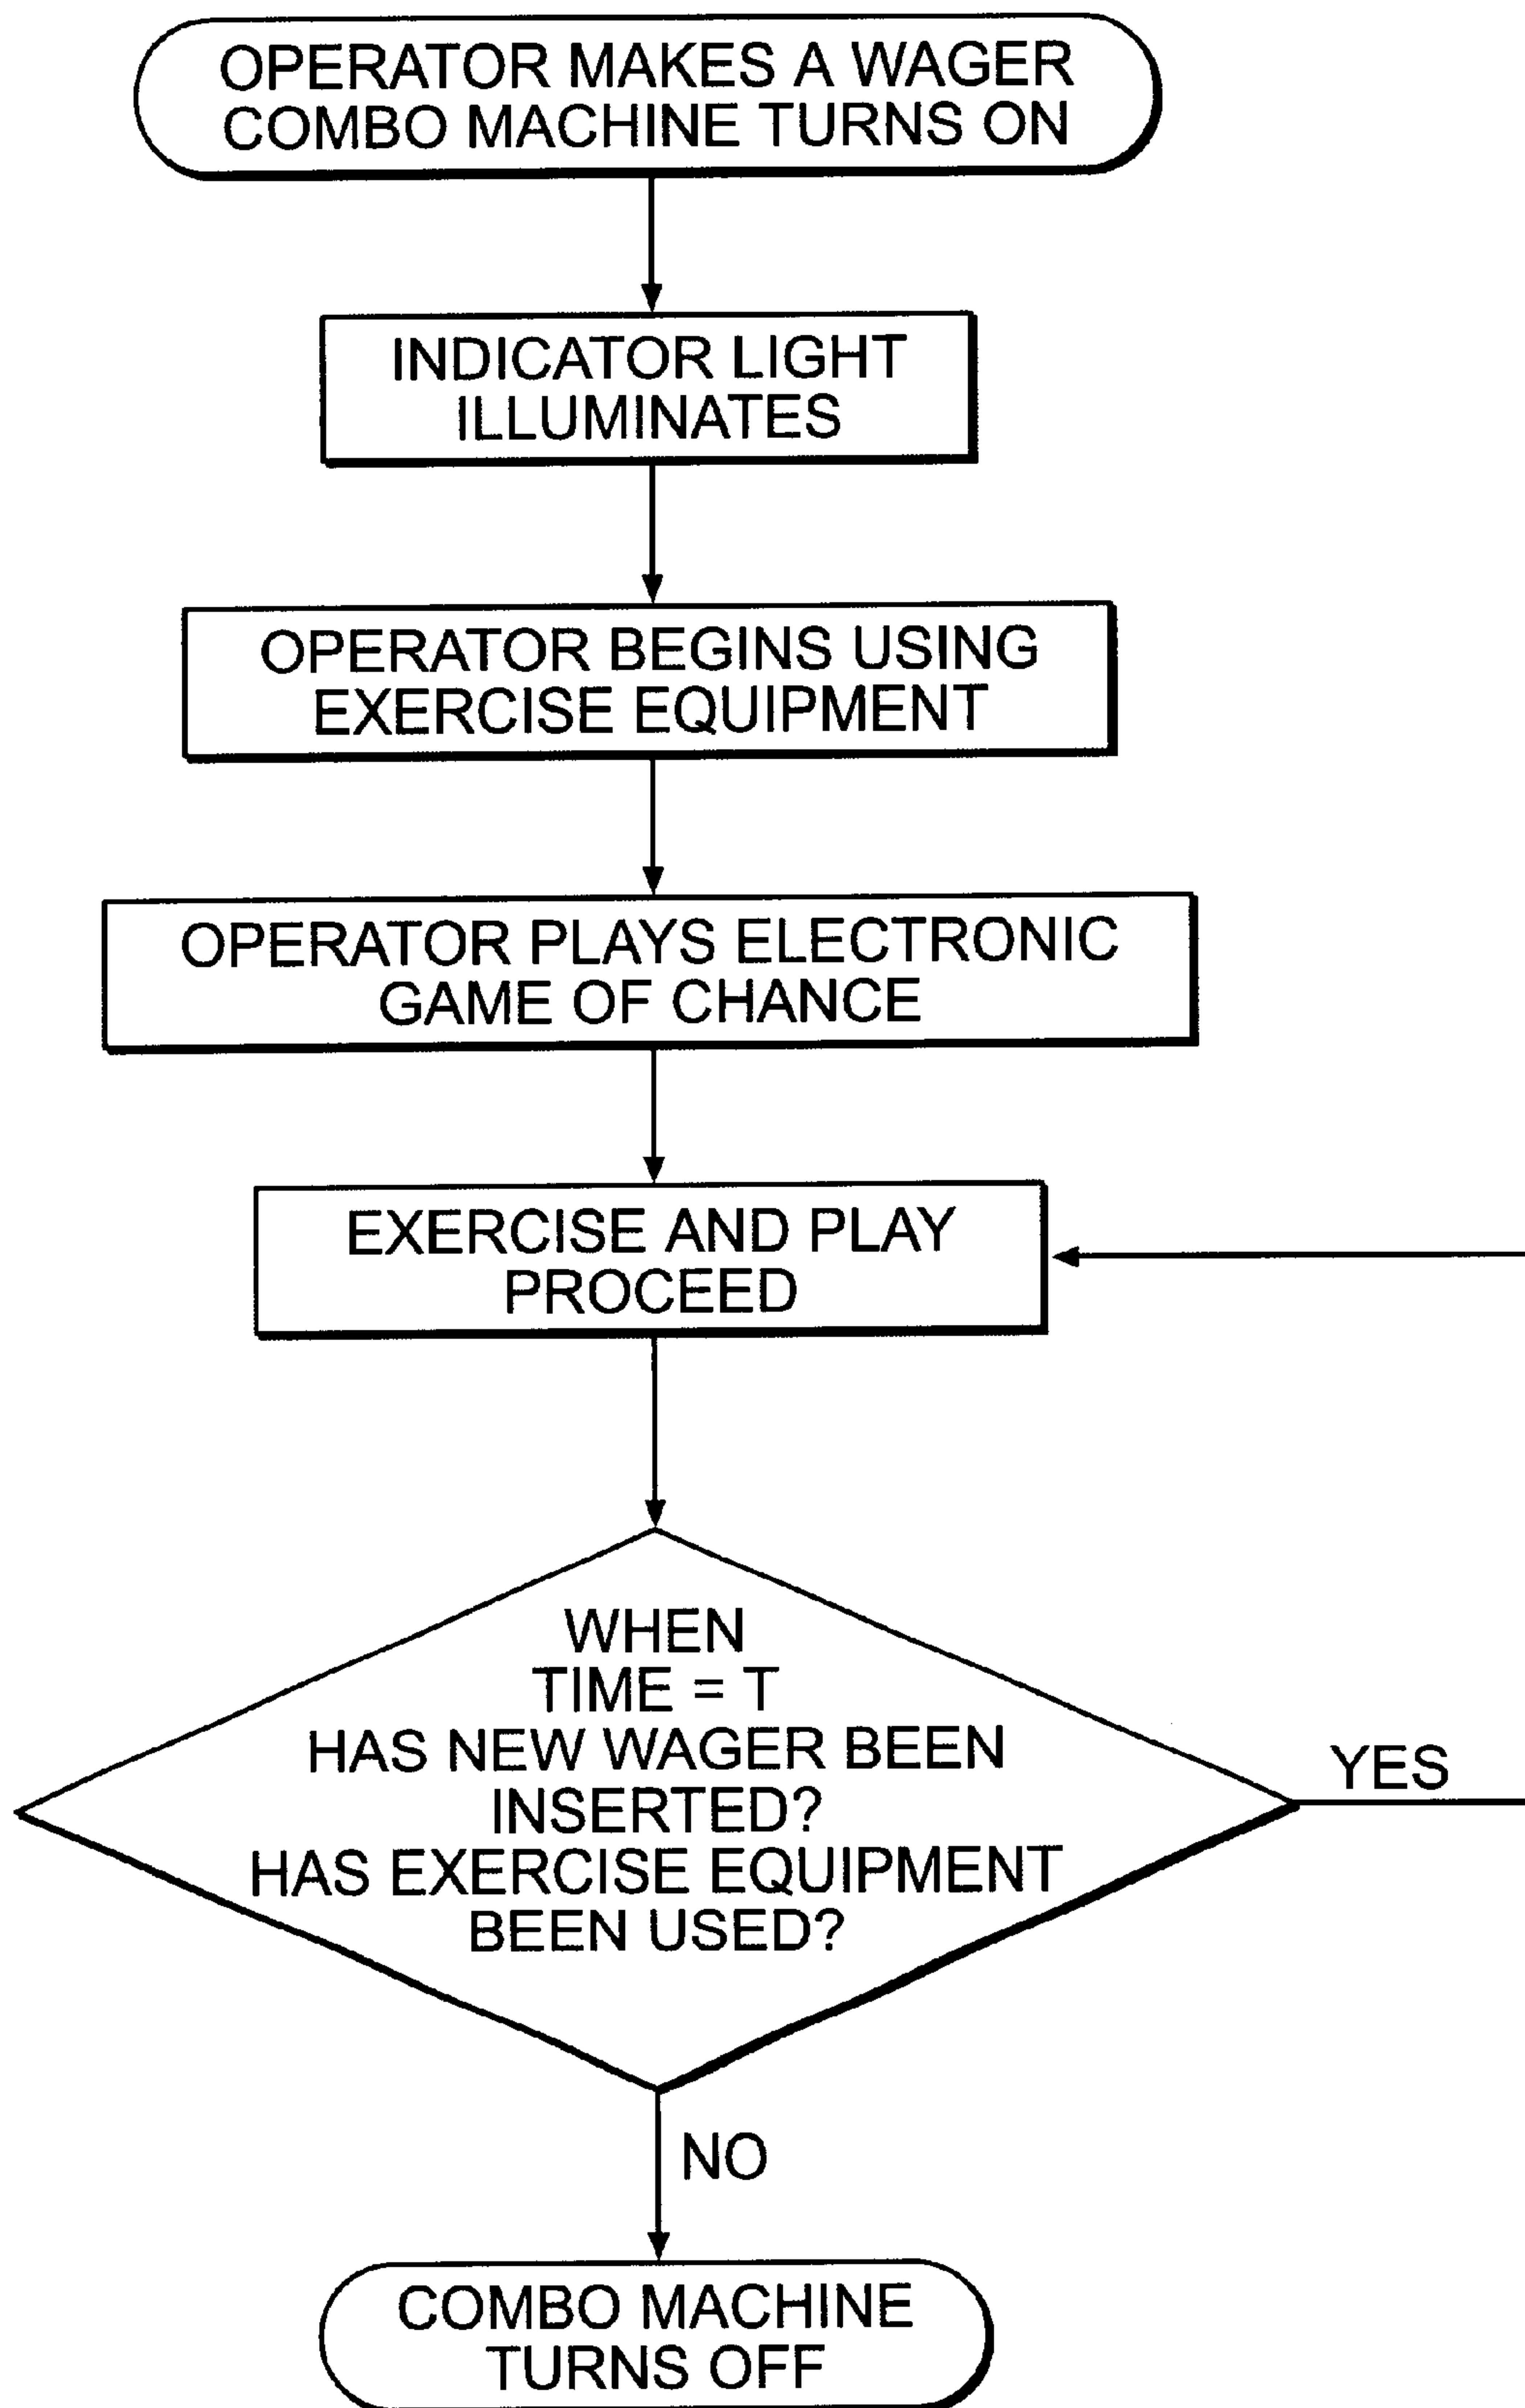 OPERATOR MAKES A WAGER
COMBO MACHINE TURNS ON
INDICATOR LIGHT
ILLUMINATES
OPERATOR BEGINS USING
EXERCISE EQUIPMENT
OPERATOR PLAYS ELECTRONIC
GAME OF CHANCE
EXERCISE AND PLAY
PROCEED
WHEN
TIME = T
HAS NEW WAGER BEEN
INSERTED?
HAS EXERCISE EQUIPMENT
BEEN USED?
YES
NO
COMBO MACHINE
TURNS OFF